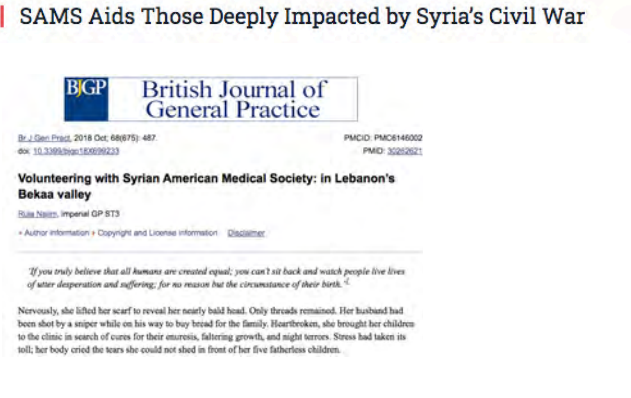 SAMS Aids Those Deeply Impacted by Syria's Civil War
BJGP
British Journal of
General Practice
Br J Gen Pract. 2018 Oct; 68(675): 487.
PMCID: PMC6146002
doi: 10.3399/bjgp18X699233
PMID: 30262621
Volunteering with Syrian American Medical Society: in Lebanon's
Bekaa valley
Rula Najim, Imperial GP ST3
Author information Copyright and License information Disclaimer
'If you truly believe that all humans are created equal; you can't sit back and watch people live lives
of utter desperation and suffering; for no reason but the circumstance of their birth.'
Nervously, she lifted her scarf to reveal her nearly bald head. Only threads remained. Her husband had
been shot by a sniper while on his way to buy bread for the family. Heartbroken, she brought her children
to the clinic in search of cures for their enuresis, faltering growth, and night terrors. Stress had taken its
toll; her body cried the tears she could not shed in front of her five fatherless children.